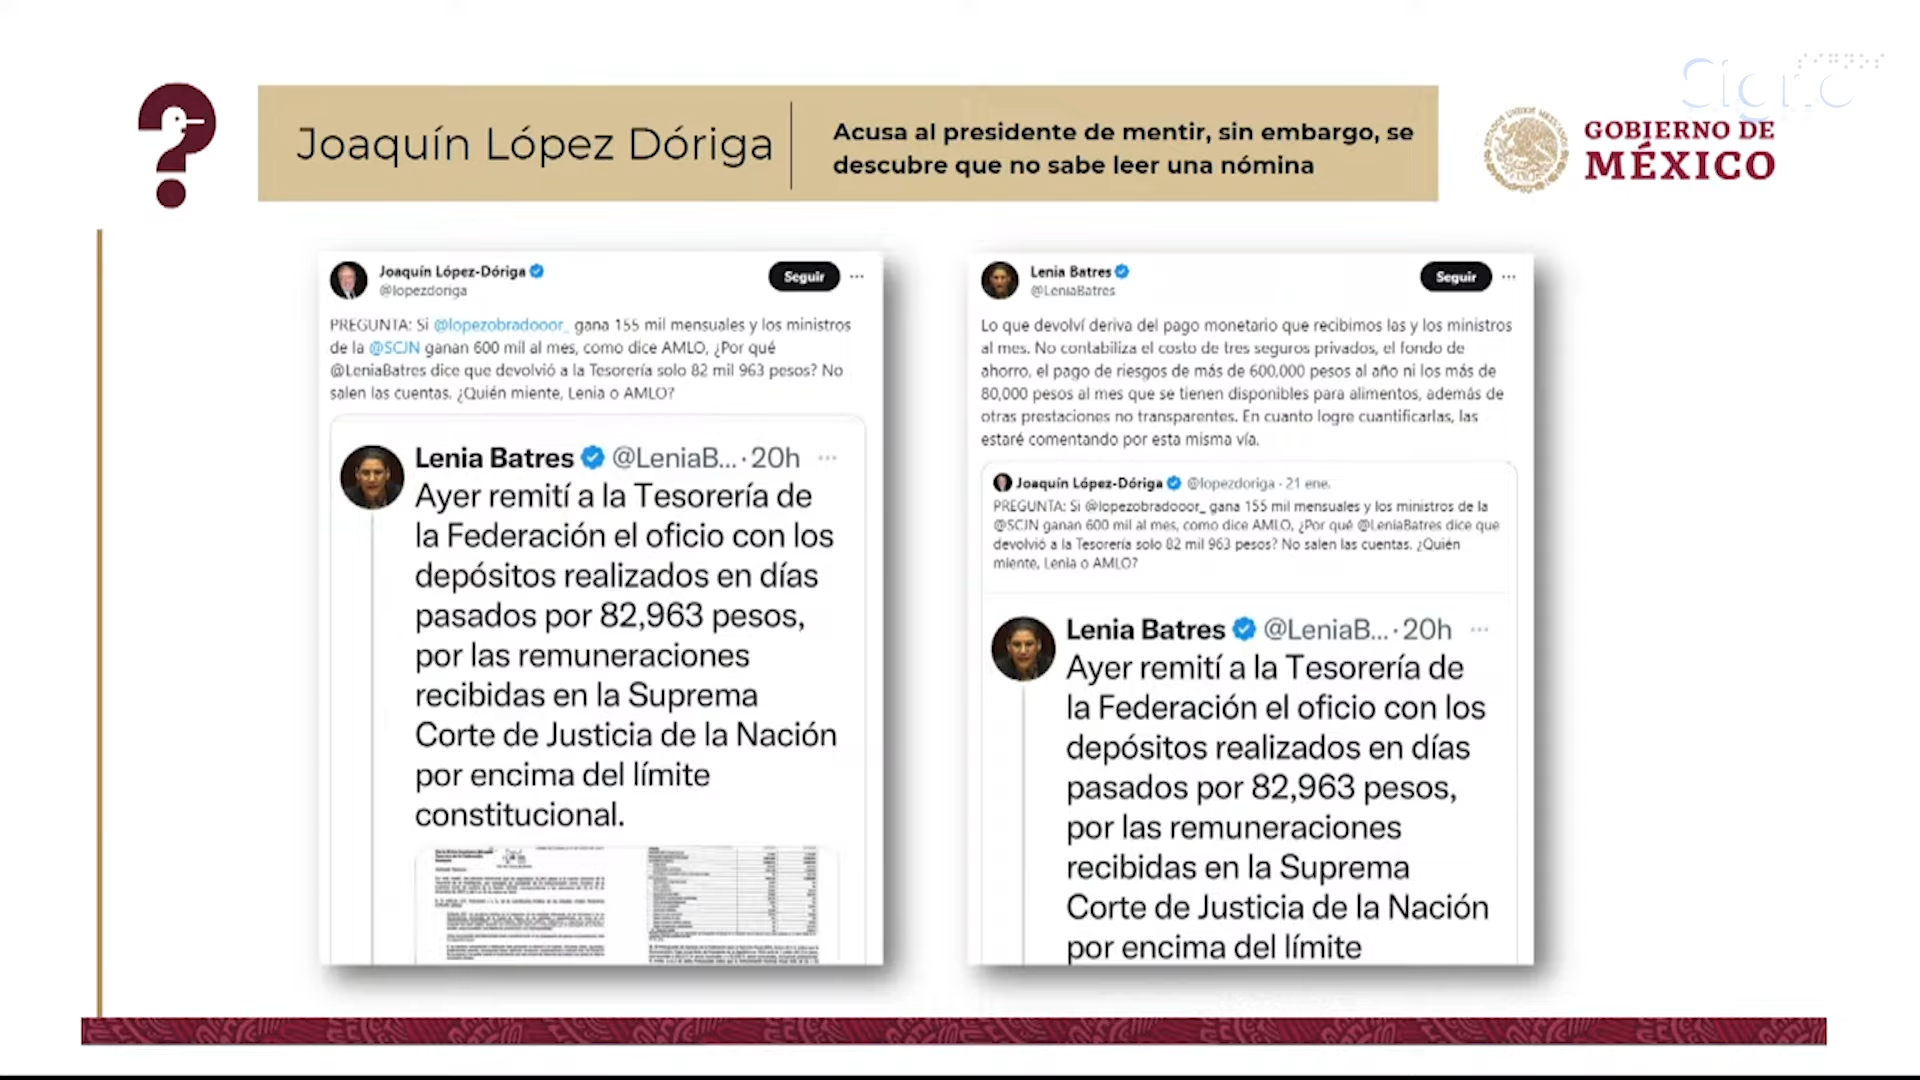 Signo
Joaquín López Dóriga
Acusa al presidente de mentir, sin embargo, se
descubre que no sabe leer una nómina
GOBIERNO DE
MÉXICO
Joaquín López-Dóriga
@lopezdoriga
Seguir
PREGUNTA: Si @lopezobradooor_ gana 155 mil mensuales y los ministros
de la @SCJN ganan 600 mil al mes, como dice AMLO, ¿Por qué
@LeniaBatres dice que devolvió a la Tesorería solo 82 mil 963 pesos? No
salen las cuentas. ¿Quién miente, Lenia o AMLO?
Lenia Batres @LeniaB... · 20h
Ayer remití a la Tesorería de
la Federación el oficio con los
depósitos realizados en días
pasados por 82,963 pesos,
por las remuneraciones
recibidas en la Suprema
Corte de Justicia de la Nación
por encima del límite
constitucional.
Lenia Batres
@LeniaBatres
Seguir
Lo que devolví deriva del pago monetario que recibimos las y los ministros
al mes. No contabiliza el costo de tres seguros privados, el fondo de
ahorro, el pago de riesgos de más de 600,000 pesos al año ni los más de
80,000 pesos al mes que se tienen disponibles para alimentos, además de
otras prestaciones no transparentes. En cuanto logre cuantificarlas, las
estaré comentando por esta misma vía.
Joaquín López-Dóriga @lopezdoriga · 21 ene.
PREGUNTA: Si @lopezobradooor_ gana 155 mil mensuales y los ministros de la
@SCJN ganan 600 mil al mes, como dice AMLO, ¿Por qué @LeniaBatres dice que
devolvió a la Tesorería solo 82 mil 963 pesos? No salen las cuentas. ¿Quién
miente, Lenia o AMLO?
Lenia Batres @LeniaB... · 20h
Ayer remití a la Tesorería de
la Federación el oficio con los
depósitos realizados en días
pasados por 82,963 pesos,
por las remuneraciones
recibidas en la Suprema
Corte de Justicia de la Nación
por encima del límite